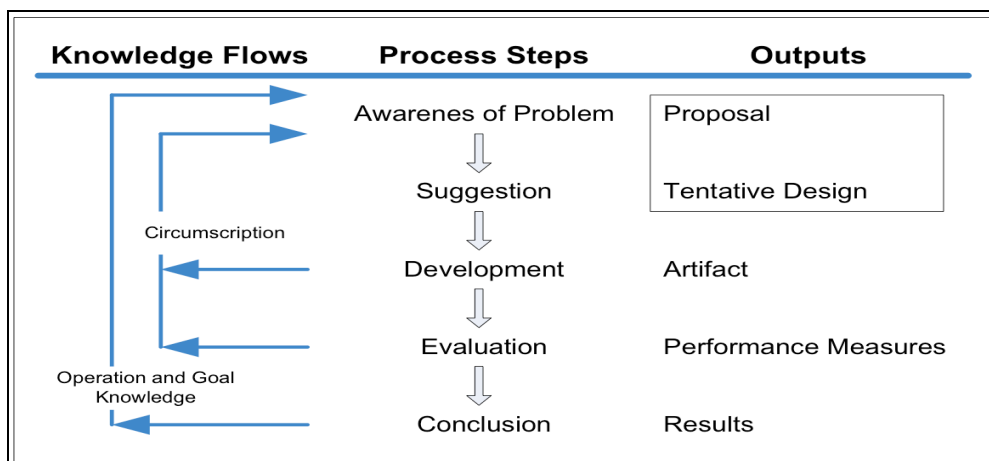 Knowledge Flows Process Steps Outputs
Awarenes of Problem Proposal
Suggestion Tentative Design
Circumscription
Development Artifact
Evaluation Performance Measures
Operation and Goal
Knowledge
Conclusion Results